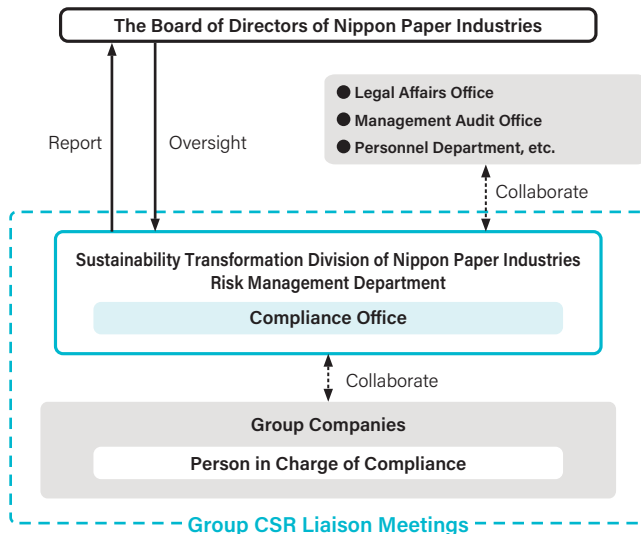 The Board of Directors of Nippon Paper Industries
● Legal Affairs Office
● Management Audit Office
● Personnel Department, etc.
Report
Oversight
Collaborate
Sustainability Transformation Division of Nippon Paper Industries
Risk Management Department
Compliance Office
Collaborate
Group Companies
Person in Charge of Compliance
Group CSR Liaison Meetings